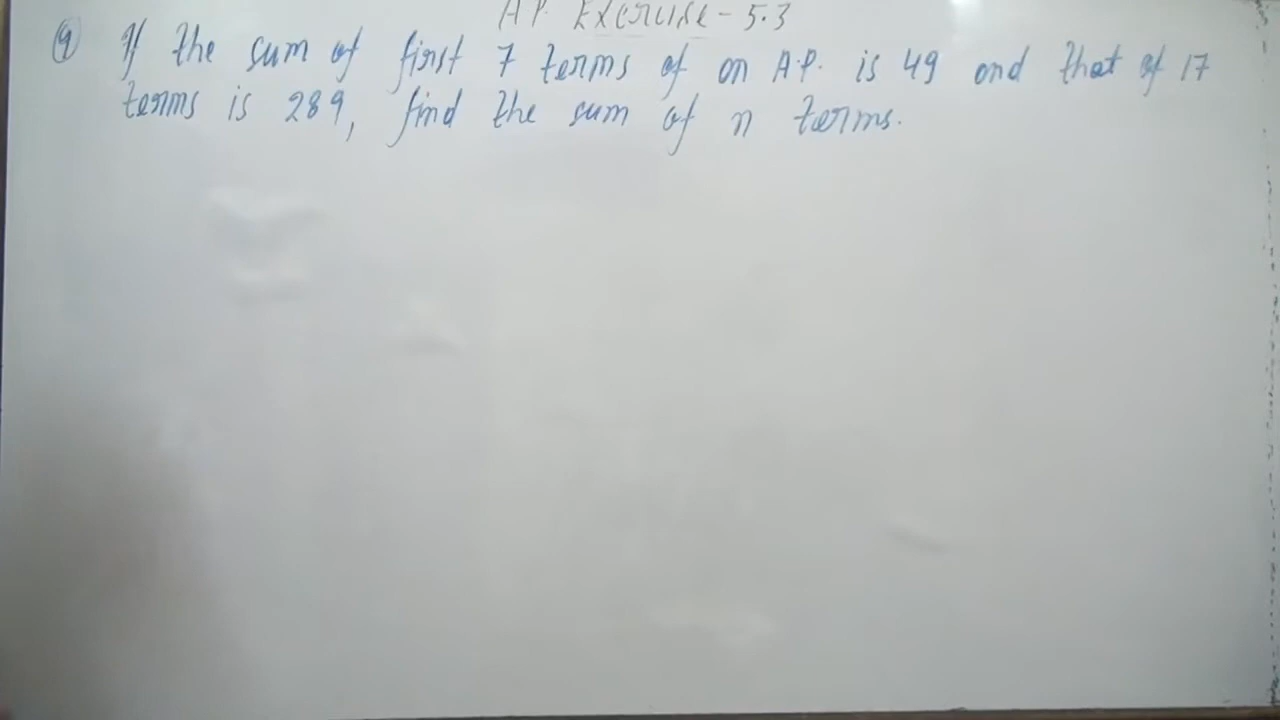 A.P. Exercise - 5.3
(9) If the sum of first 7 terms of an A.P. is 49 and that of 17
terms is 289, find the sum of n terms.